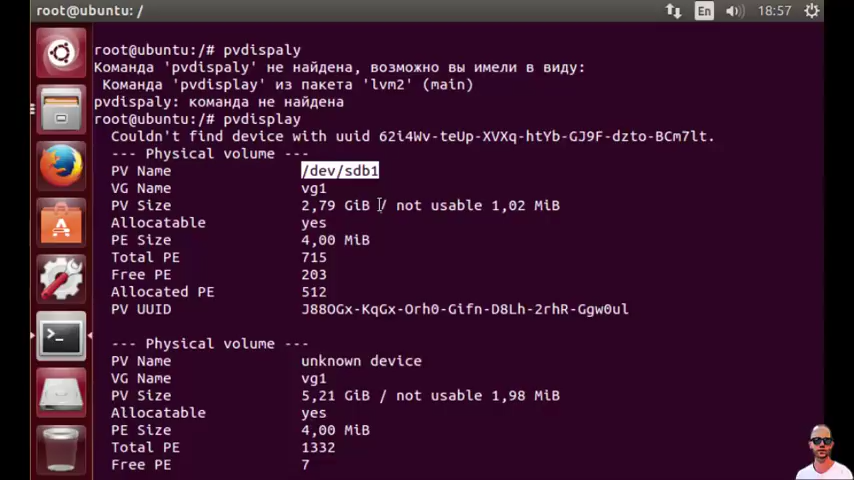 root@ubuntu: /
En
18:57
root@ubuntu:/# pvdispaly
Команда 'pvdispaly' не найдена, возможно вы имели в виду:
Команда 'pvdisplay' из пакета 'lvm2' (main)
pvdispaly: команда не найдена
root@ubuntu:/# pvdisplay
Couldn't find device with uuid 62i4Wv-teUp-XVXq-htYb-GJ9F-dzto-BCm7lt.
--- Physical volume ---
PV Name /dev/sdb1
VG Name vg1
PV Size 2,79 GiB / not usable 1,02 MiB
Allocatable yes
PE Size 4,00 MiB
Total PE 715
Free PE 203
Allocated PE 512
PV UUID J88OGx-KqGx-Orh0-Gifn-D8Lh-2rhR-Ggw0ul
--- Physical volume ---
PV Name unknown device
VG Name vg1
PV Size 5,21 GiB / not usable 1,98 MiB
Allocatable yes
PE Size 4,00 MiB
Total PE 1332
Free PE 7